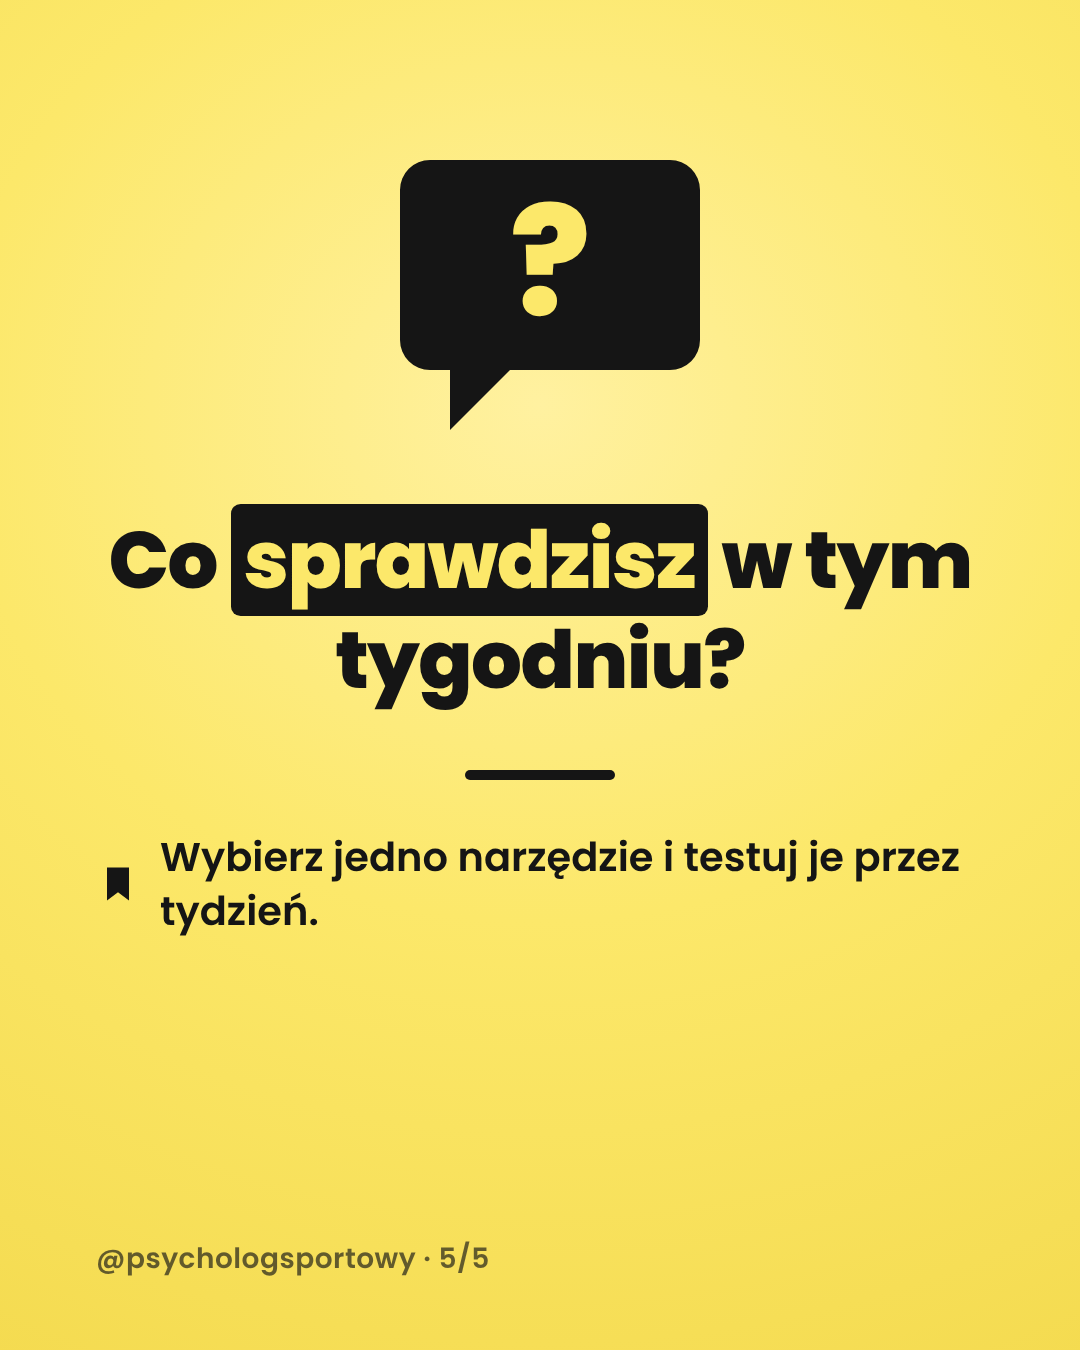 ?
Co sprawdzisz w tym
tygodniu?
Wybierz jedno narzędzie i testuj je przez
tydzień.
@psychologsportowy · 5/5